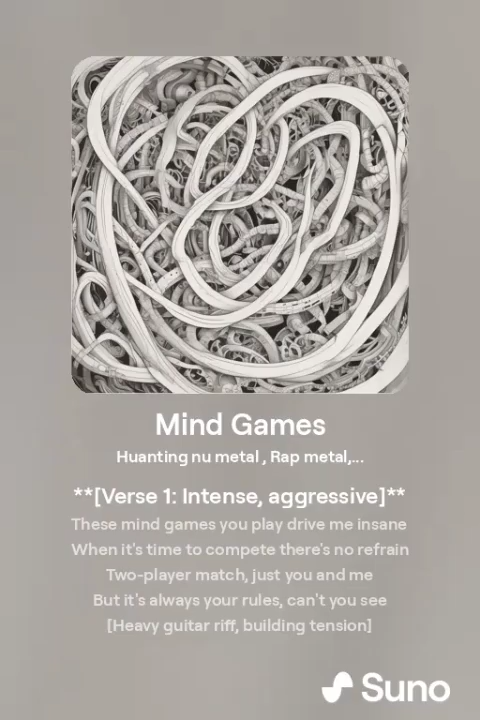 Mind Games
Huanting nu metal , Rap metal,...
**[Verse 1: Intense, aggressive]**
These mind games you play drive me insane
When it's time to compete there's no refrain
Two-player match, just you and me
But it's always your rules, can't you see
[Heavy guitar riff, building tension]
Suno